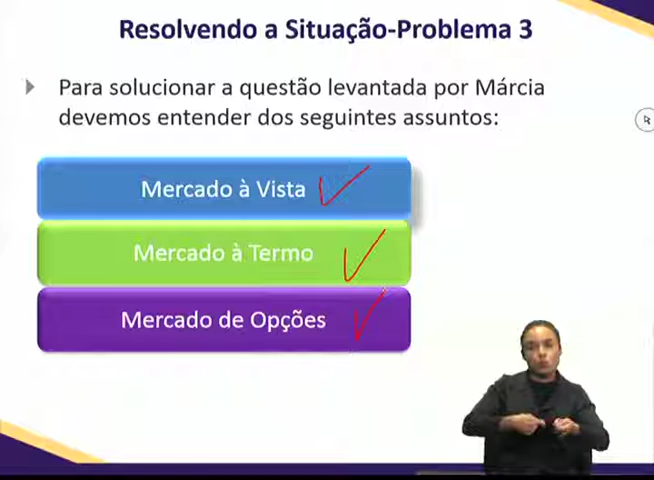 Resolvendo a Situação-Problema 3
Para solucionar a questão levantada por Márcia
devemos entender dos seguintes assuntos:
Mercado à Vista
Mercado à Termo
Mercado de Opções